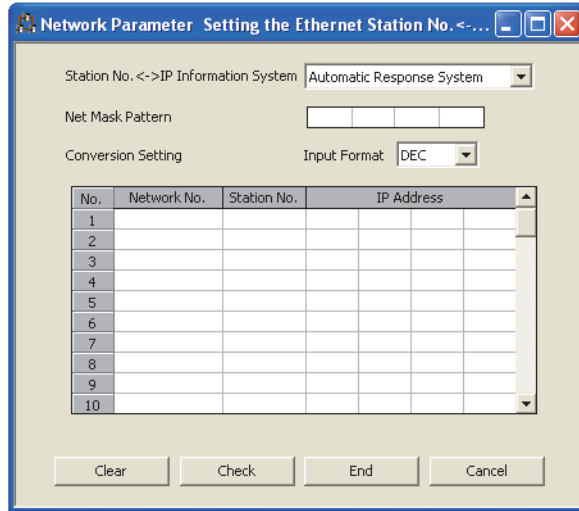 Network Parameter Setting the Ethernet Station No.<-...
Station No.<->IP Information System Automatic Response System
Net Mask Pattern
Conversion Setting Input Format DEC
No. Network No. Station No. IP Address
1
2
3
4
5
6
7
8
9
10
Clear Check End Cancel